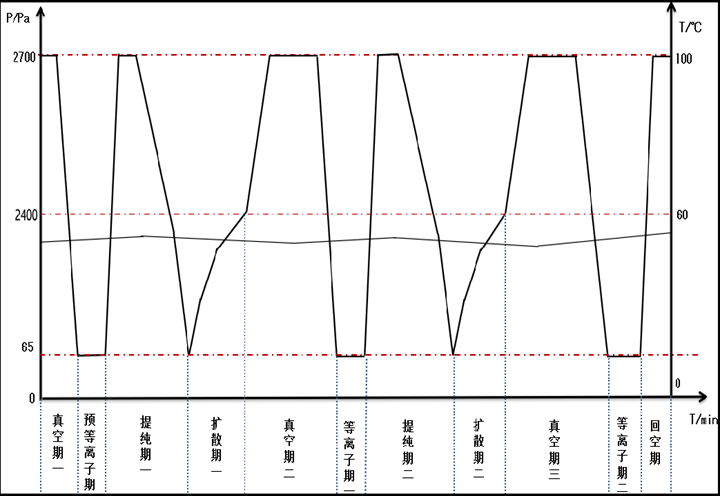 P/Pa
T/℃
2700
100
2400
60
65
0
0
T/min
真空期一
预等离子期
提纯期一
扩散期一
真空期二
等离子期一
提纯期二
扩散期二
真空期三
等离子期二
回空期